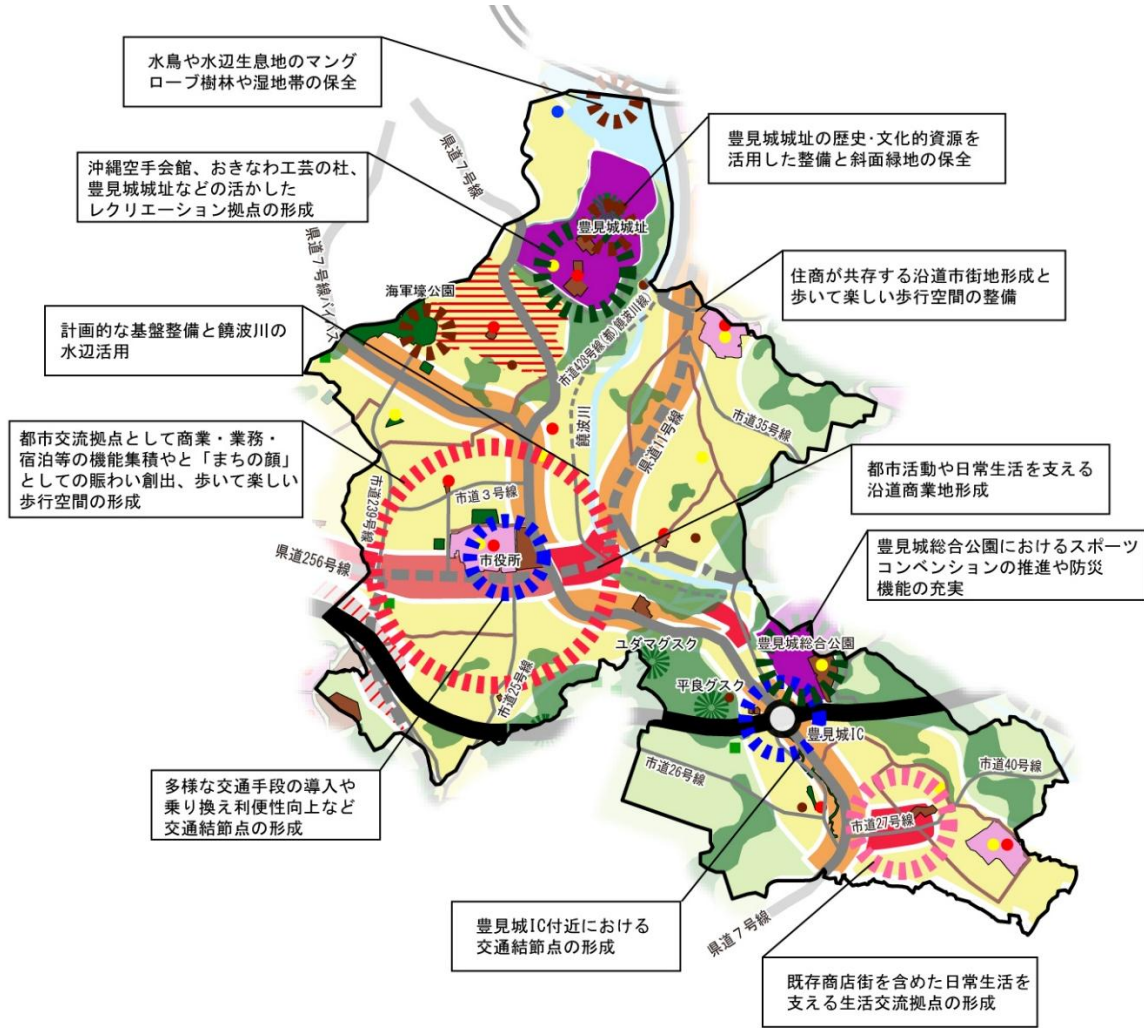 水鳥や水辺生息地のマング
ローブ樹林や湿地帯の保全
豊見城城址の歴史・文化的資源を
活用した整備と斜面緑地の保全
沖縄空手会館、おきなわ工芸の杜、
豊見城城址などの活かした
レクリエーション拠点の形成
県道７号線
豊見城城址
県道７号線バイパス
海軍壕公園
住商が共存する沿道市街地形成と
歩いて楽しい歩行空間の整備
計画的な基盤整備と饒波川の
水辺活用
市道428号線(都)饒波川線)
饒波川
県道11号線
市道35号線
都市交流拠点として商業・業務・
宿泊等の機能集積やと「まちの顔」
としての賑わい創出、歩いて楽しい
歩行空間の形成
市道239号線
市道３号線
都市活動や日常生活を支える
沿道商業地形成
県道256号線
市役所
豊見城総合公園におけるスポーツ
コンベンションの推進や防災
機能の充実
ユダマグスク
豊見城総合公園
平良グスク
市道25号線
豊見城IC
市道26号線
市道40号線
市道27号線
多様な交通手段の導入や
乗り換え利便性向上など
交通結節点の形成
豊見城IC付近における
交通結節点の形成
県道７号線
既存商店街を含めた日常生活を
支える生活交流拠点の形成